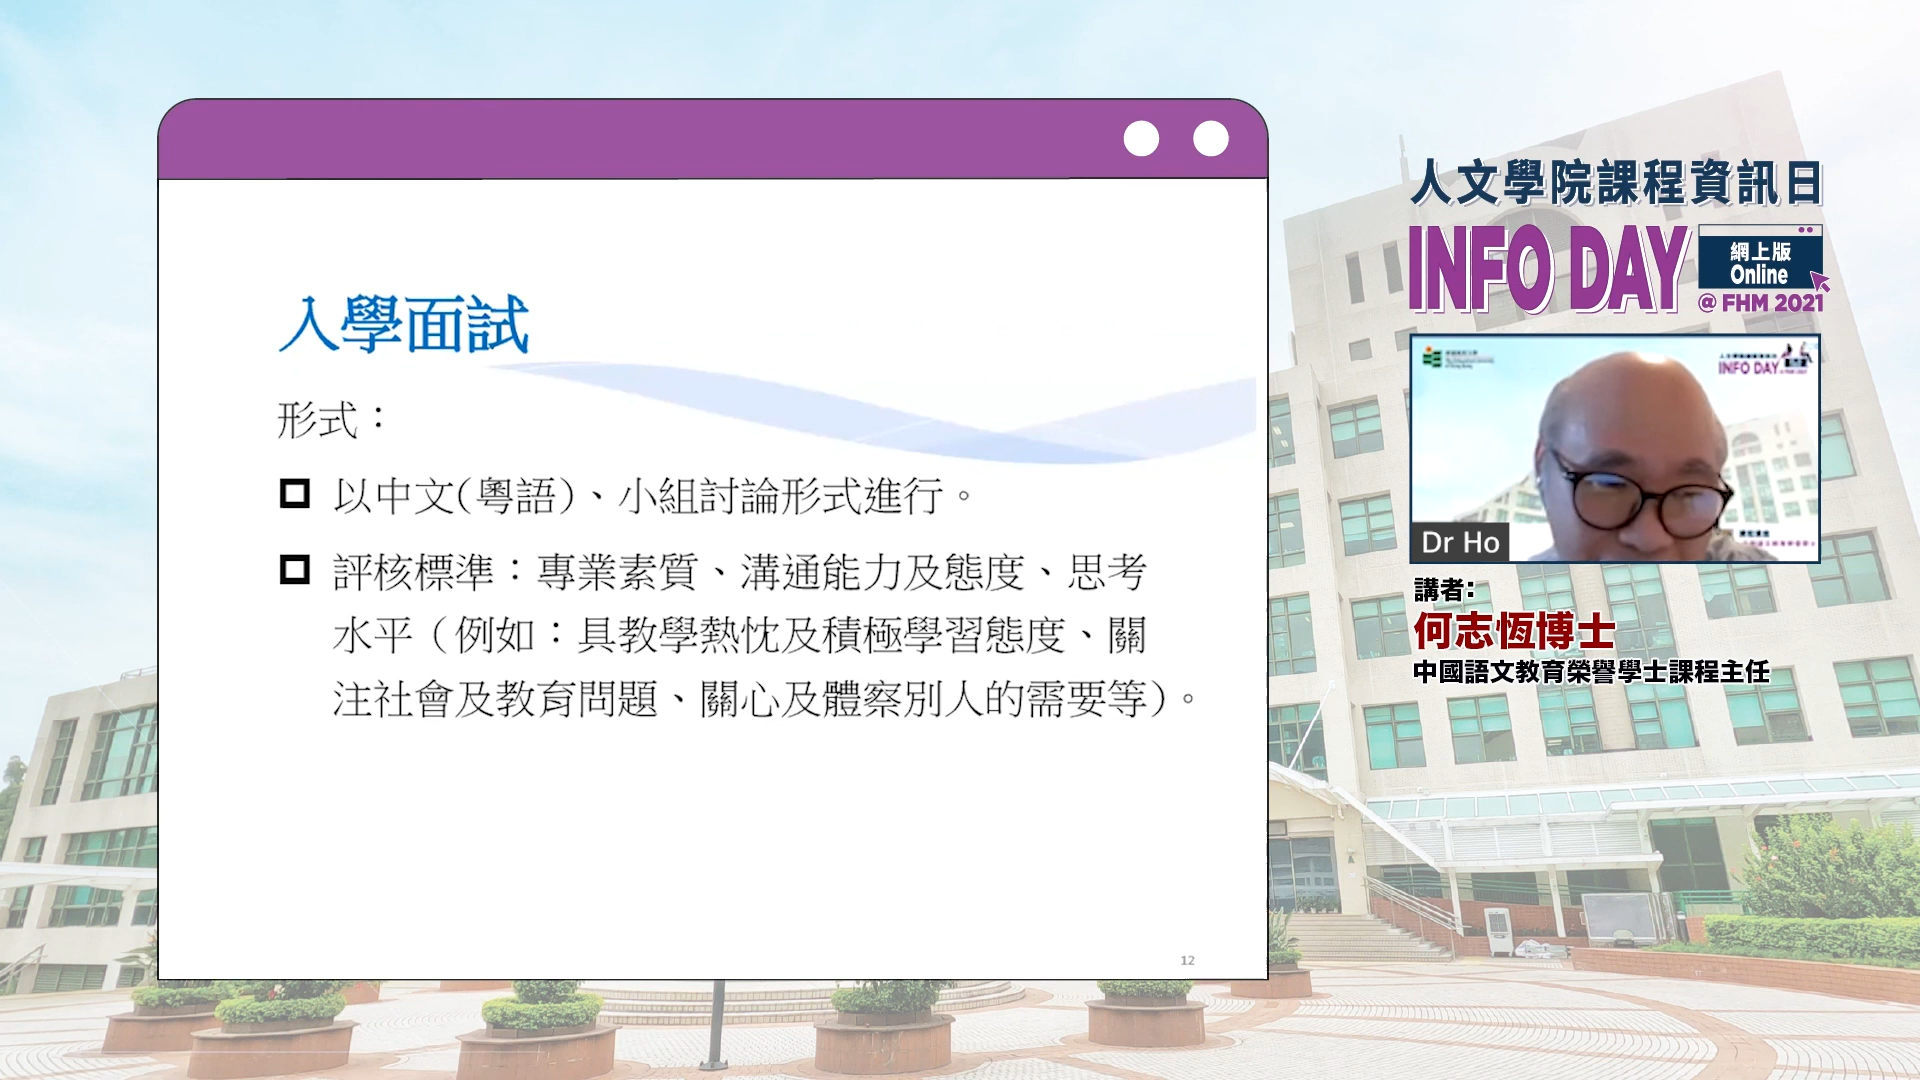 入學面試
形式：
以中文(粵語)、小組討論形式進行。
評核標準：專業素質、溝通能力及態度、思考
水平（例如：具教學熱忱及積極學習態度、關
注社會及教育問題、關心及體察別人的需要等）。
12
人文學院課程資訊日
INFO DAY
網上版
Online
@ FHM 2021
INFO DAY
Dr Ho
講者:
何志恆博士
中國語文教育榮譽學士課程主任